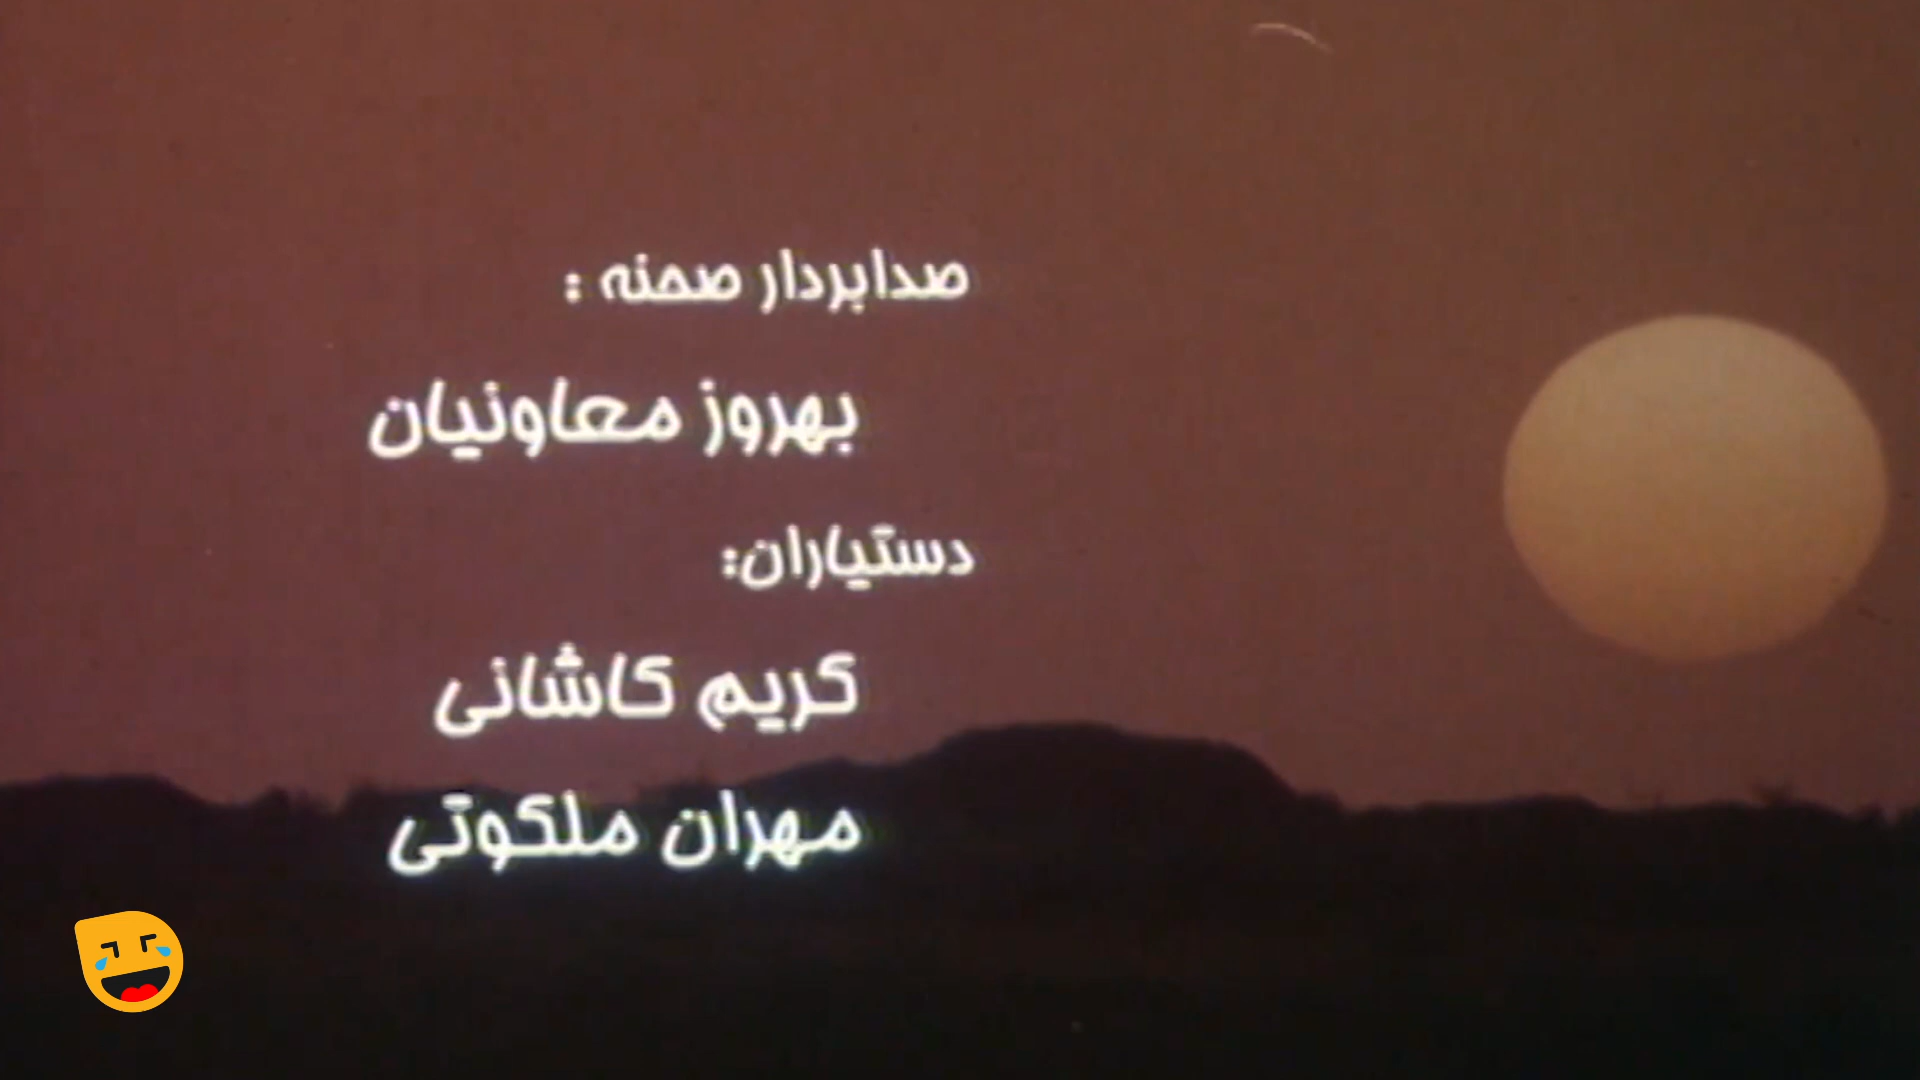 صدابردار صحنه :
بهروز معاونیان
دستیاران:
کریم کاشانی
مهران ملکوتی